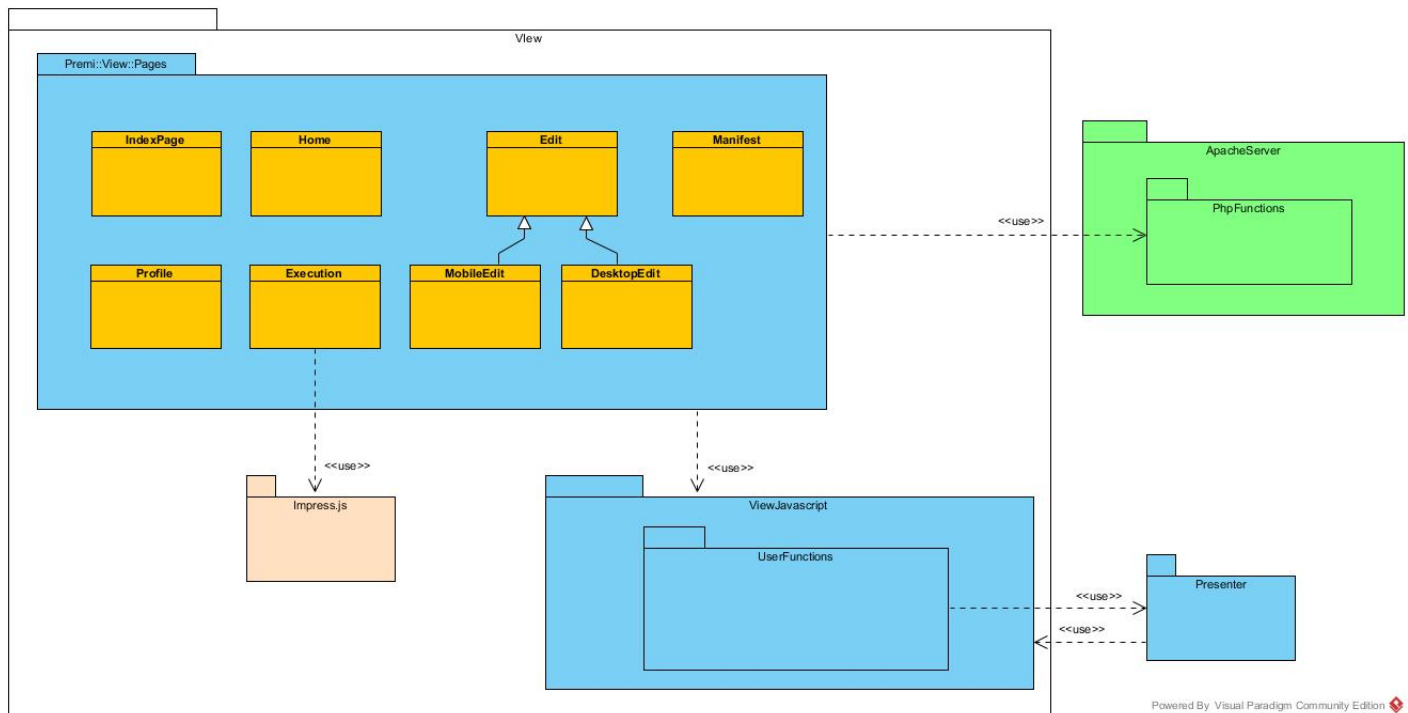 VIew
Premi::View::Pages
IndexPage
Home
Edit
Manifest
ApacheServer
PhpFunctions
<<use>>
Profile
Execution
MobileEdit
DesktopEdit
<<use>>
<<use>>
Impress.js
ViewJavascript
UserFunctions
Presenter
<<use>>
<<use>>
Powered By Visual Paradigm Community Edition